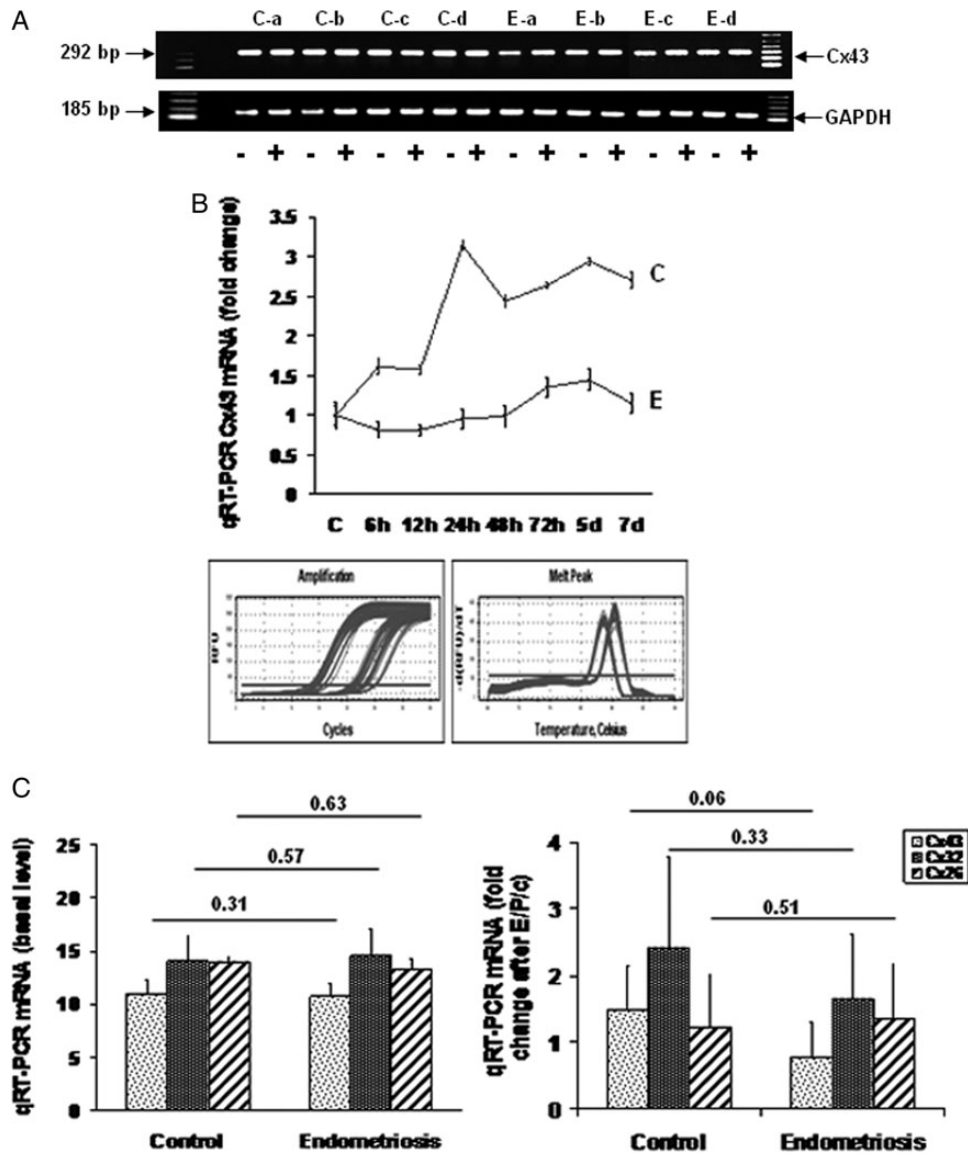 A
C-a C-b C-c C-d E-a E-b E-c E-d
292 bp
Cx43
185 bp
GAPDH
- + - + - + - + - + - + - + - +
B
qRT-PCR Cx43 mRNA (fold change)
3.5
3
2.5
2
1.5
1
0.5
0
C
E
C 6h 12h 24h 48h 72h 5d 7d
Amplification
RFU
Cycles
Melt Peak
-d(RFU)/dT
Temperature, Celsius
C
0.63
0.57
0.31
qRT-PCR mRNA (basel level)
25
20
15
10
5
0
Control Endometriosis
0.06
0.33
0.51
qRT-PCR mRNA (fold
change after E/P/c)
4
3
2
1
0
Control Endometriosis
Cx43
Cx32
Cx26